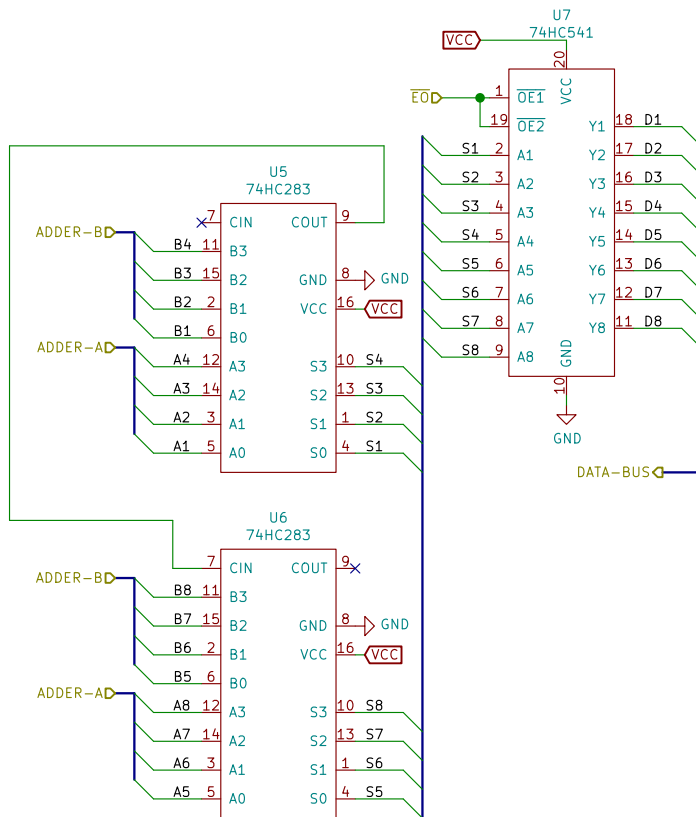 U7
74HC541
VCC
20
VCC
EO
1 OE1
19 OE2
Y1 18 D1
S1 2 A1
Y2 17 D2
S2 3 A2
Y3 16 D3
S3 4 A3
Y4 15 D4
S4 5 A4
Y5 14 D5
S5 6 A5
Y6 13 D6
S6 7 A6
Y7 12 D7
S7 8 A7
Y8 11 D8
S8 9 A8
GND
10
GND
DATA-BUS
U5
74HC283
7 CIN
COUT 9
ADDER-B
B4 11 B3
B3 15 B2
GND 8 GND
B2 2 B1
VCC 16 VCC
B1 6 B0
ADDER-A
A4 12 A3
S3 10 S4
A3 14 A2
S2 13 S3
A2 3 A1
S1 1 S2
A1 5 A0
S0 4 S1
U6
74HC283
7 CIN
COUT 9
ADDER-B
B8 11 B3
B7 15 B2
GND 8 GND
B6 2 B1
VCC 16 VCC
B5 6 B0
ADDER-A
A8 12 A3
S3 10 S8
A7 14 A2
S2 13 S7
A6 3 A1
S1 1 S6
A5 5 A0
S0 4 S5